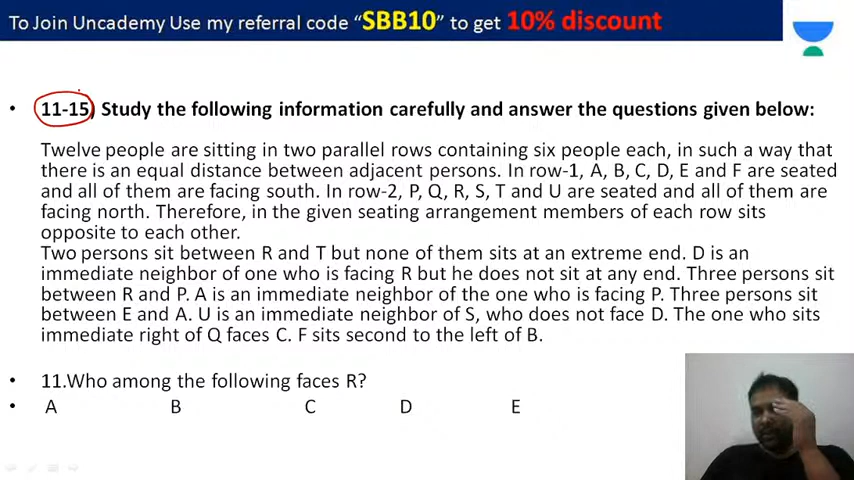 To Join Uncademy Use my referral code “SBB10” to get 10% discount
• 11-15) Study the following information carefully and answer the questions given below:
Twelve people are sitting in two parallel rows containing six people each, in such a way that
there is an equal distance between adjacent persons. In row-1, A, B, C, D, E and F are seated
and all of them are facing south. In row-2, P, Q, R, S, T and U are seated and all of them are
facing north. Therefore, in the given seating arrangement members of each row sits
opposite to each other.
Two persons sit between R and T but none of them sits at an extreme end. D is an
immediate neighbor of one who is facing R but he does not sit at any end. Three persons sit
between R and P. A is an immediate neighbor of the one who is facing P. Three persons sit
between E and A. U is an immediate neighbor of S, who does not face D. The one who sits
immediate right of Q faces C. F sits second to the left of B.
• 11.Who among the following faces R?
• A B C D E